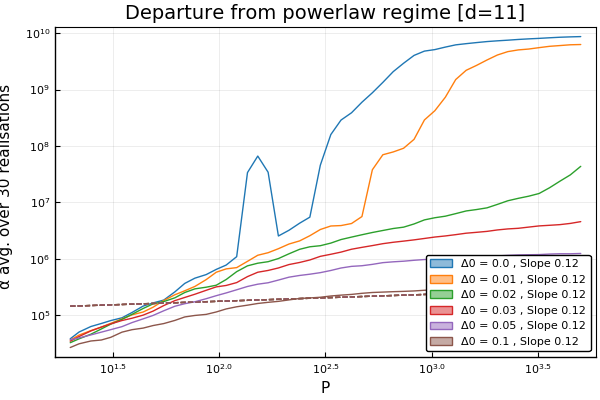 Departure from powerlaw regime [d=11]
α avg. over 30 realisations
10^10
10^9
10^8
10^7
10^6
10^5
Δ0 = 0.0 , Slope 0.12
Δ0 = 0.01 , Slope 0.12
Δ0 = 0.02 , Slope 0.12
Δ0 = 0.03 , Slope 0.12
Δ0 = 0.05 , Slope 0.12
Δ0 = 0.1 , Slope 0.12
10^1.5 10^2.0 10^2.5 10^3.0 10^3.5
P